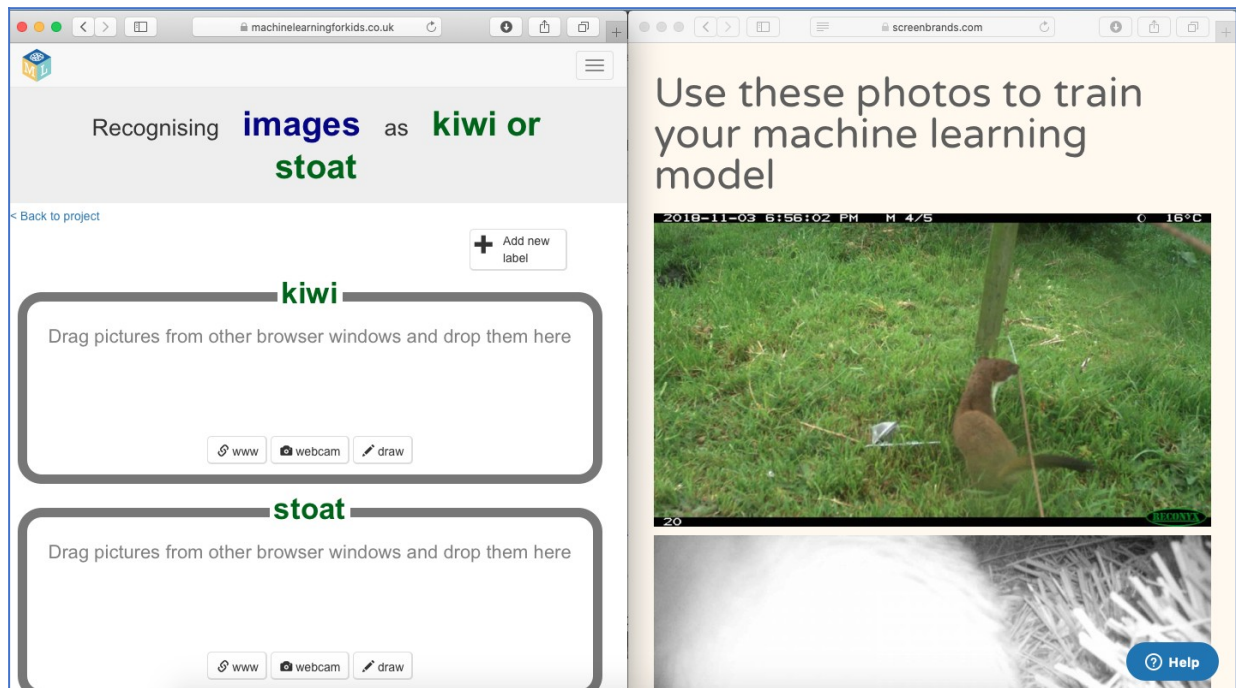 machinelearningforkids.co.uk
ML
Recognising images as kiwi or
stoat
< Back to project
Add new
label
kiwi
Drag pictures from other browser windows and drop them here
www
webcam
draw
stoat
Drag pictures from other browser windows and drop them here
www
webcam
draw
screenbrands.com
Use these photos to train
your machine learning
model
2018-11-03 6:56:02 PM M 4/5 16°C
20 RECONYX
Help